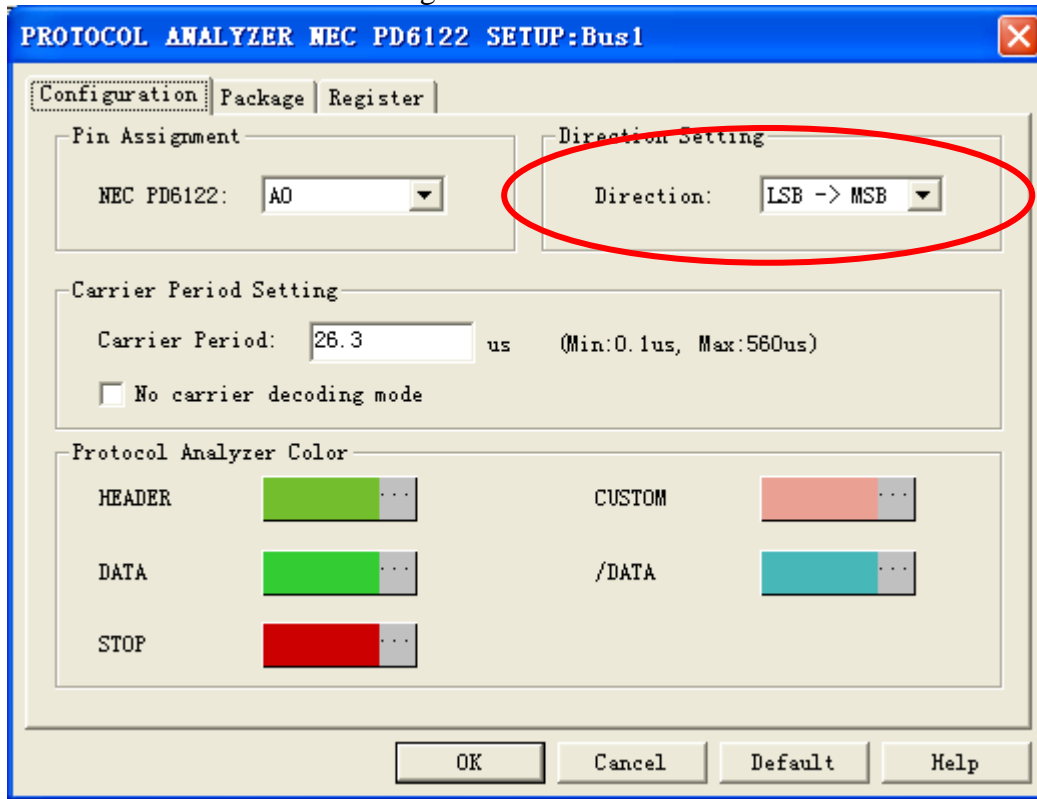 PROTOCOL ANALYZER NEC PD6122 SETUP:Bus1
Configuration Package Register
Pin Assignment
NEC PD6122: A0
Direction Setting
Direction: LSB -> MSB
Carrier Period Setting
Carrier Period: 26.3 us (Min:0.1us, Max:560us)
No carrier decoding mode
Protocol Analyzer Color
HEADER ... CUSTOM ...
DATA ... /DATA ...
STOP ...
OK Cancel Default Help